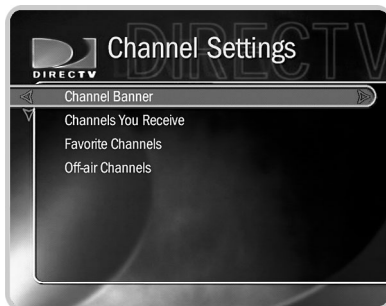 DIRECTV
Channel Settings
DIRECTV
Channel Banner
Channels You Receive
Favorite Channels
Off-air Channels